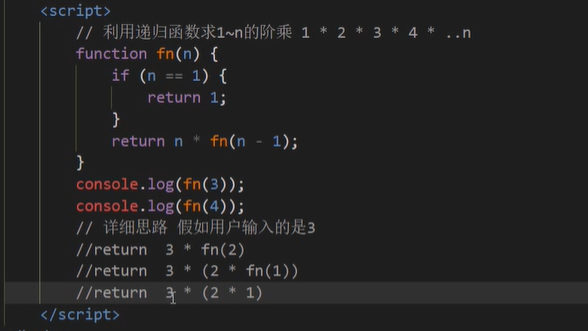 <script>
// 利用递归函数求1~n的阶乘 1 * 2 * 3 * 4 * ..n
function fn(n) {
if (n == 1) {
return 1;
}
return n * fn(n - 1);
}
console.log(fn(3));
console.log(fn(4));
// 详细思路 假如用户输入的是3
//return  3 * fn(2)
//return  3 * (2 * fn(1))
//return  3 * (2 * 1)
</script>